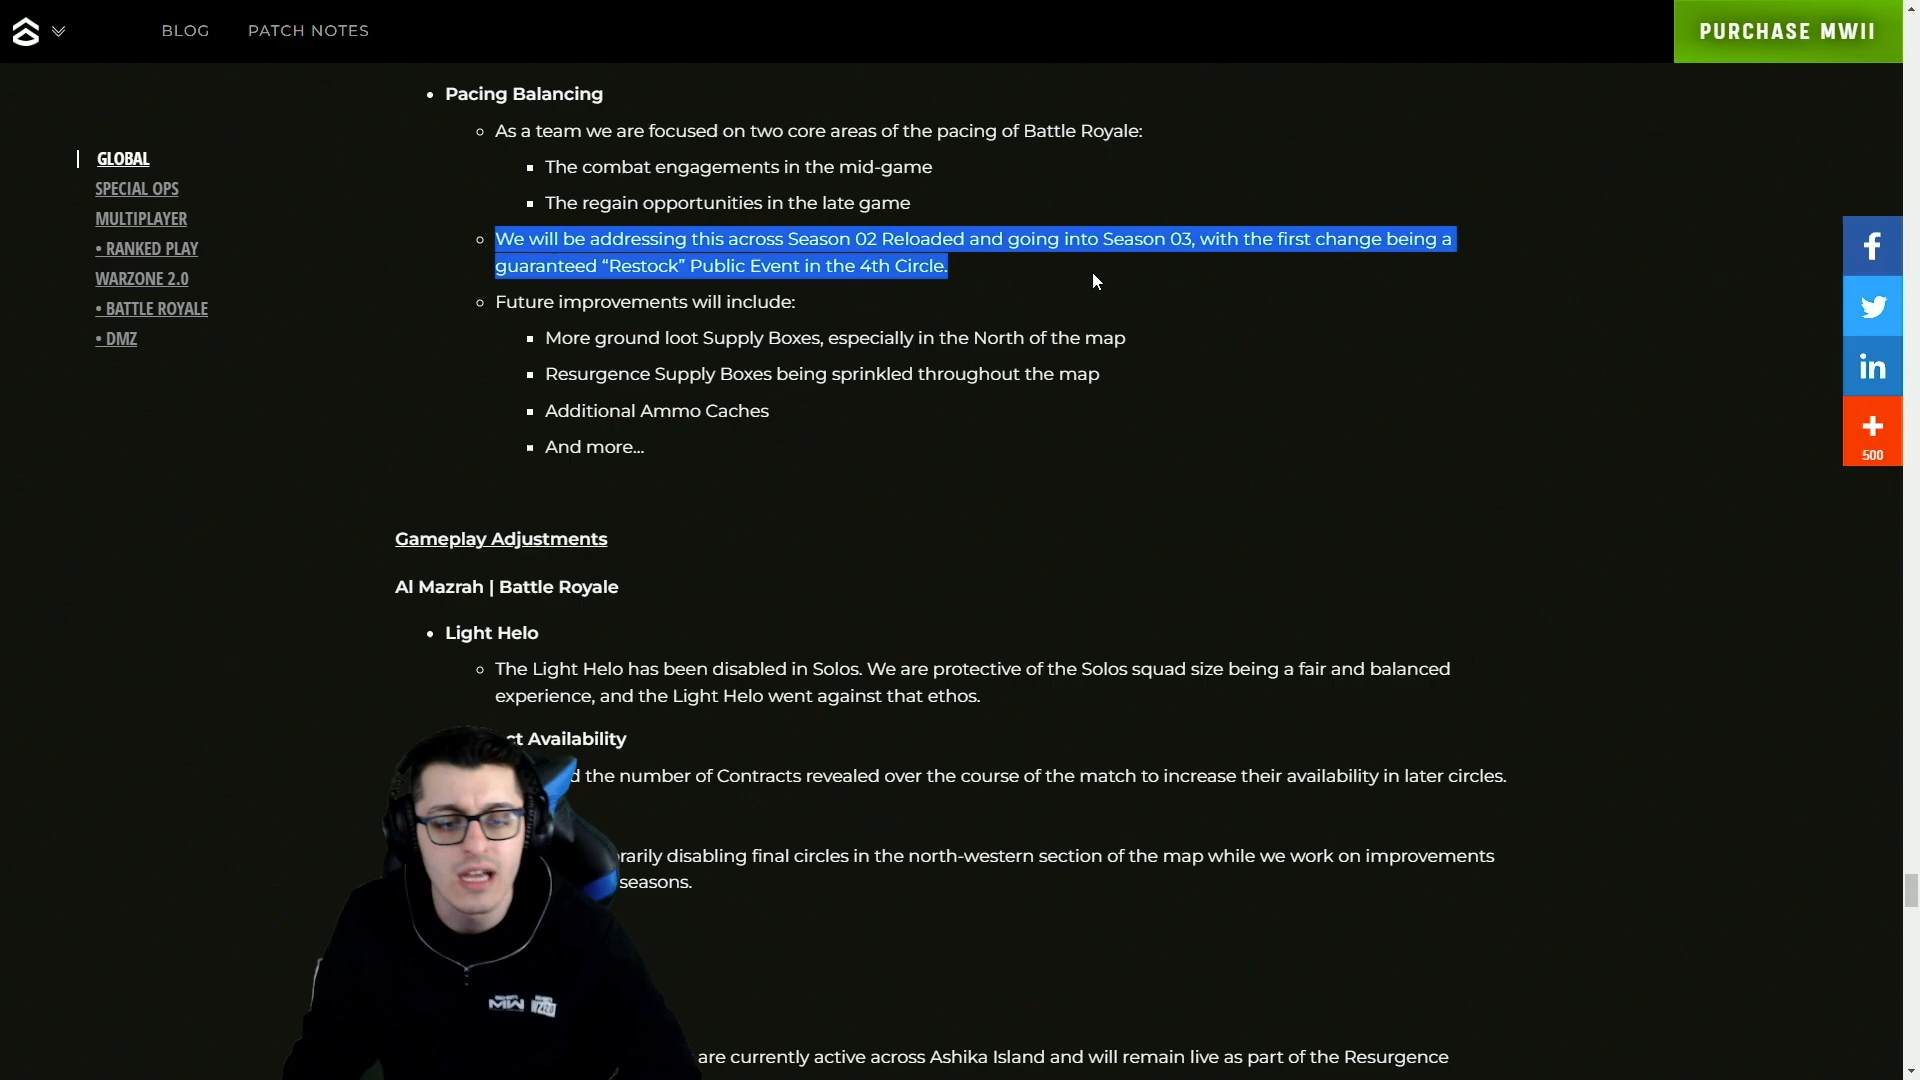 BLOG
PATCH NOTES
PURCHASE MWII
GLOBAL
SPECIAL OPS
MULTIPLAYER
• RANKED PLAY
WARZONE 2.0
• BATTLE ROYALE
• DMZ
• Pacing Balancing
As a team we are focused on two core areas of the pacing of Battle Royale:
The combat engagements in the mid-game
The regain opportunities in the late game
We will be addressing this across Season 02 Reloaded and going into Season 03, with the first change being a
guaranteed “Restock” Public Event in the 4th Circle.
Future improvements will include:
More ground loot Supply Boxes, especially in the North of the map
Resurgence Supply Boxes being sprinkled throughout the map
Additional Ammo Caches
And more...
Gameplay Adjustments
Al Mazrah | Battle Royale
• Light Helo
The Light Helo has been disabled in Solos. We are protective of the Solos squad size being a fair and balanced
experience, and the Light Helo went against that ethos.
ct Availability
d the number of Contracts revealed over the course of the match to increase their availability in later circles.
rarily disabling final circles in the north-western section of the map while we work on improvements
seasons.
are currently active across Ashika Island and will remain live as part of the Resurgence
500
MW